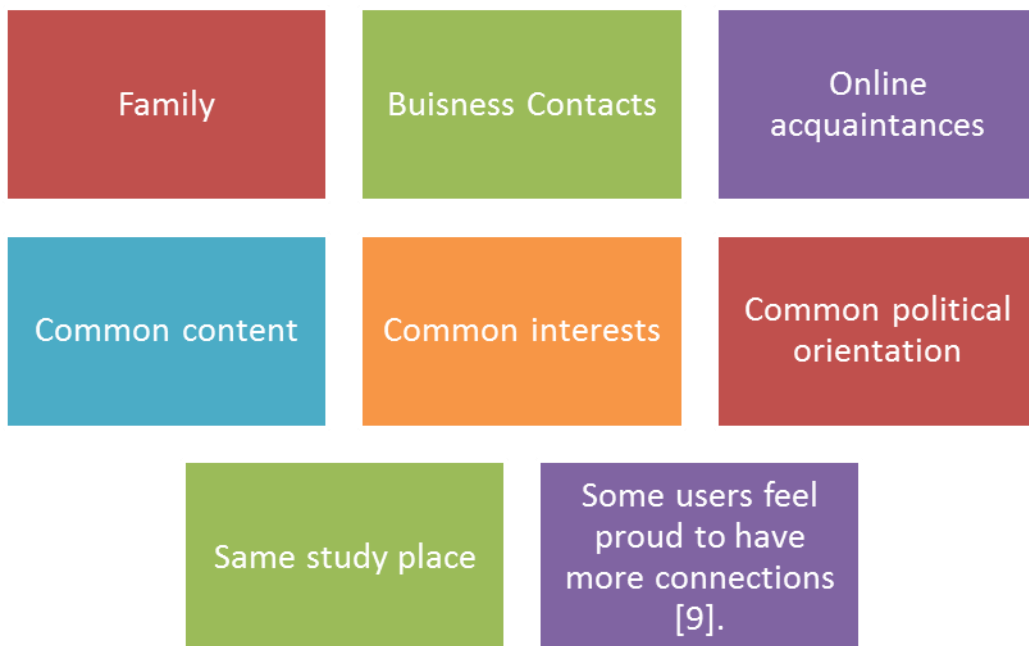 Family
Buisness Contacts
Online
acquaintances
Common content
Common interests
Common political
orientation
Same study place
Some users feel
proud to have
more connections
[9].